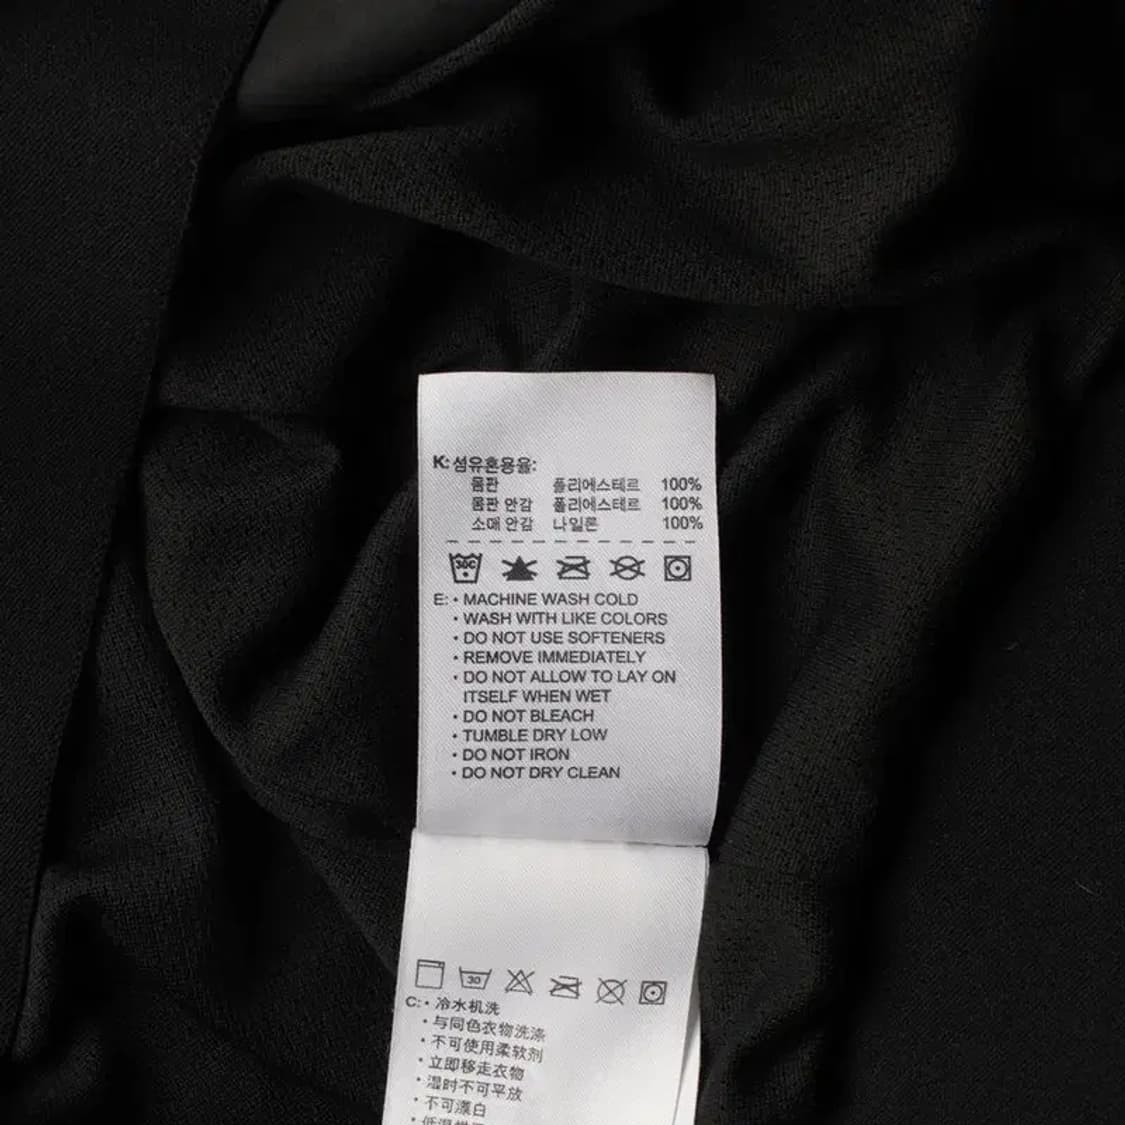 K: 섬유혼용율:
몸판 폴리에스테르 100%
몸판 안감 폴리에스테르 100%
소매 안감 나일론 100%
30C
E: • MACHINE WASH COLD
• WASH WITH LIKE COLORS
• DO NOT USE SOFTENERS
• REMOVE IMMEDIATELY
• DO NOT ALLOW TO LAY ON
ITSELF WHEN WET
• DO NOT BLEACH
• TUMBLE DRY LOW
• DO NOT IRON
• DO NOT DRY CLEAN
30
C: • 冷水机洗
• 与同色衣物洗涤
• 不可使用柔软剂
• 立即移走衣物
• 湿时不可平放
• 不可漂白